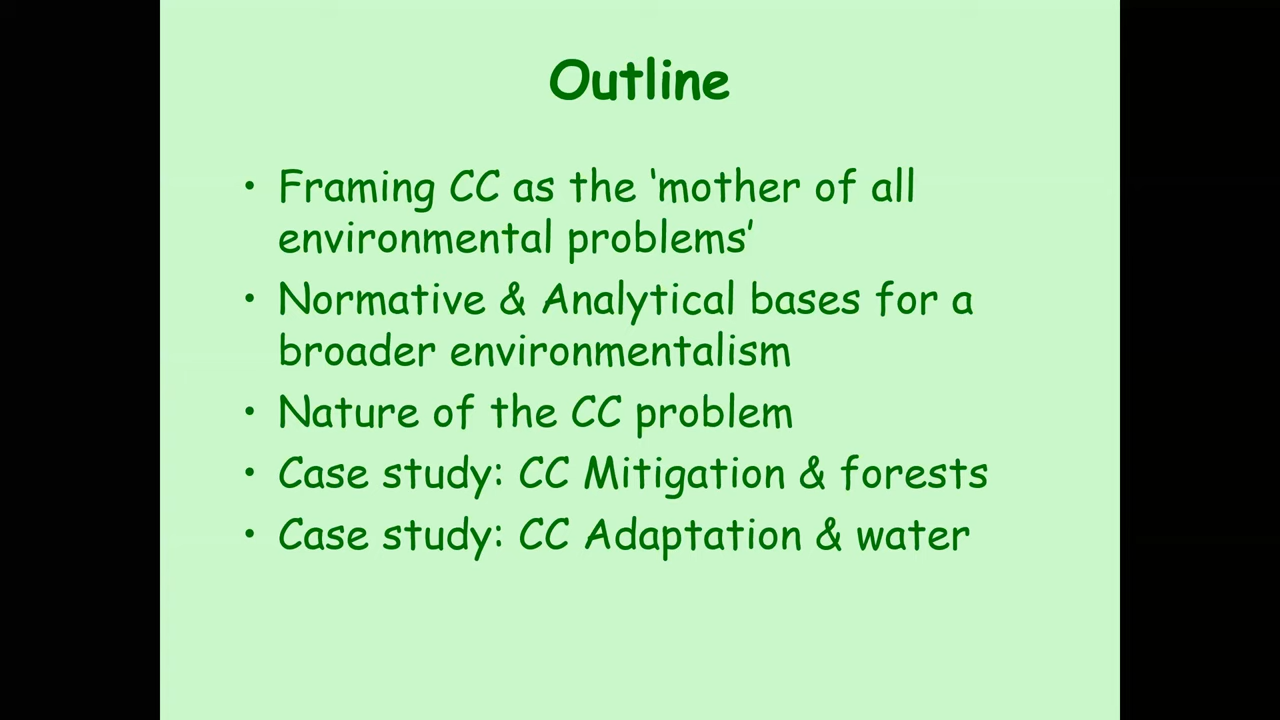 Outline
• Framing CC as the ‘mother of all
environmental problems’
• Normative & Analytical bases for a
broader environmentalism
• Nature of the CC problem
• Case study: CC Mitigation & forests
• Case study: CC Adaptation & water